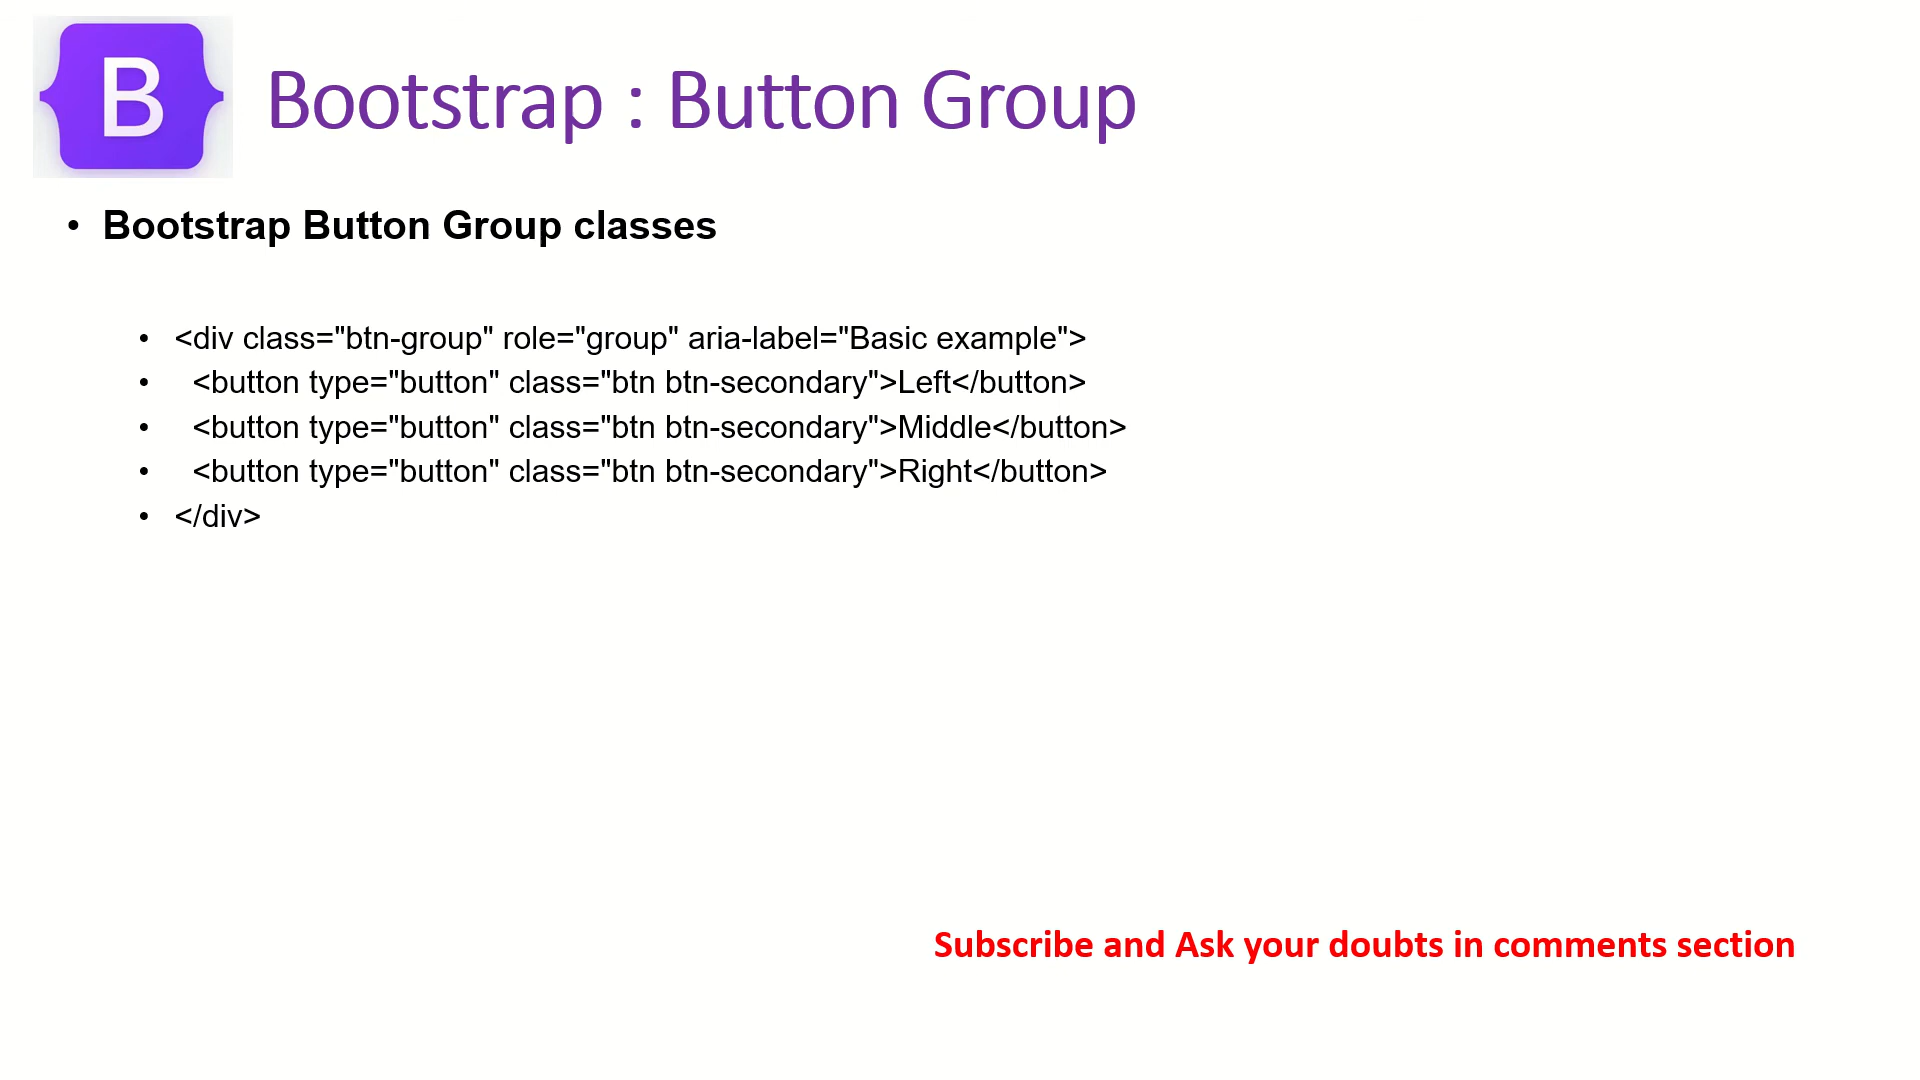 B
Bootstrap : Button Group
• Bootstrap Button Group classes
• <div class="btn-group" role="group" aria-label="Basic example">
• <button type="button" class="btn btn-secondary">Left</button>
• <button type="button" class="btn btn-secondary">Middle</button>
• <button type="button" class="btn btn-secondary">Right</button>
• </div>
Subscribe and Ask your doubts in comments section